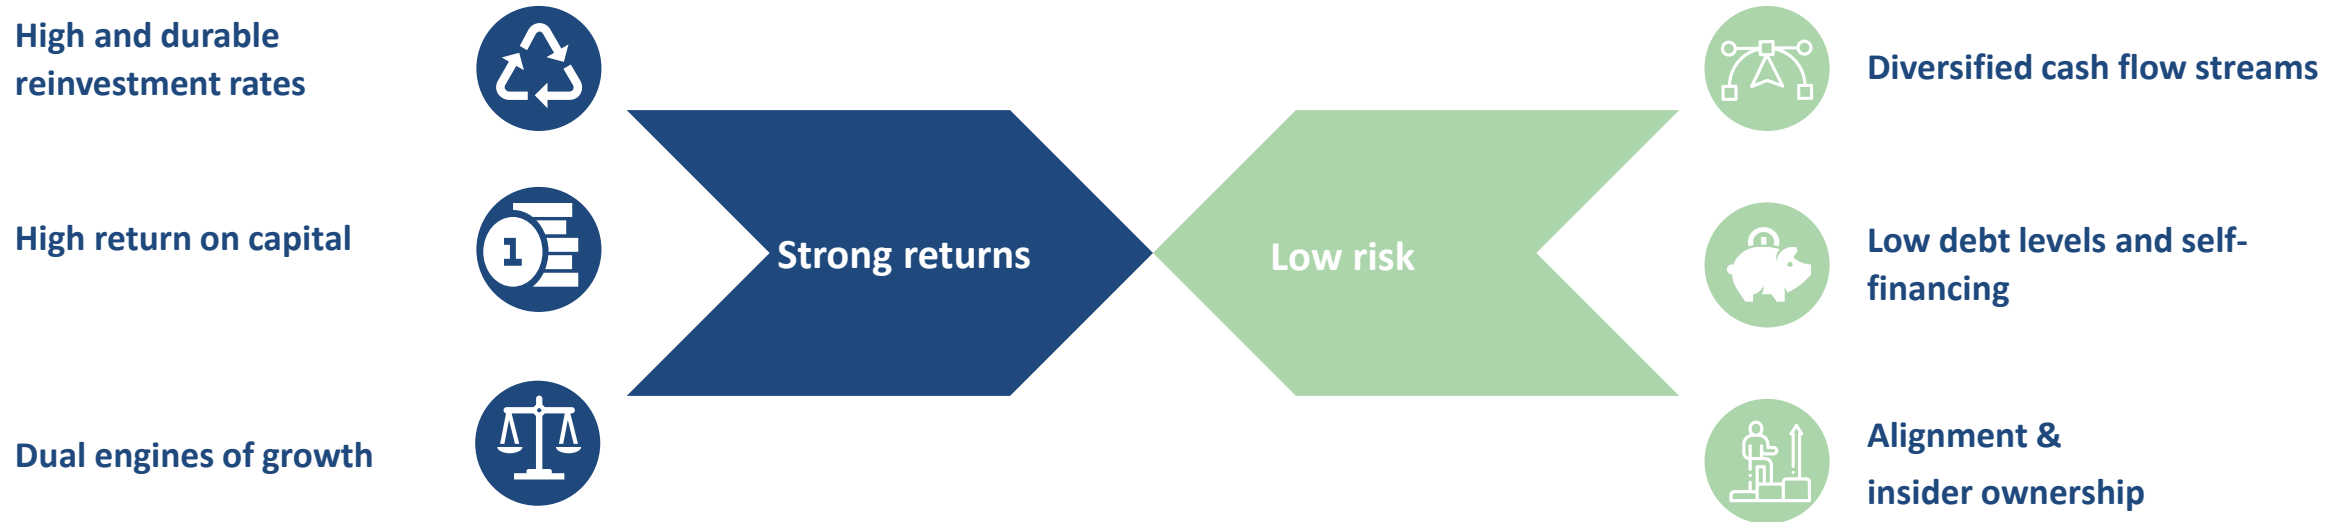 High and durable
reinvestment rates
High return on capital
1
Dual engines of growth
Strong returns
Low risk
Diversified cash flow streams
Low debt levels and self-
financing
Alignment &
insider ownership